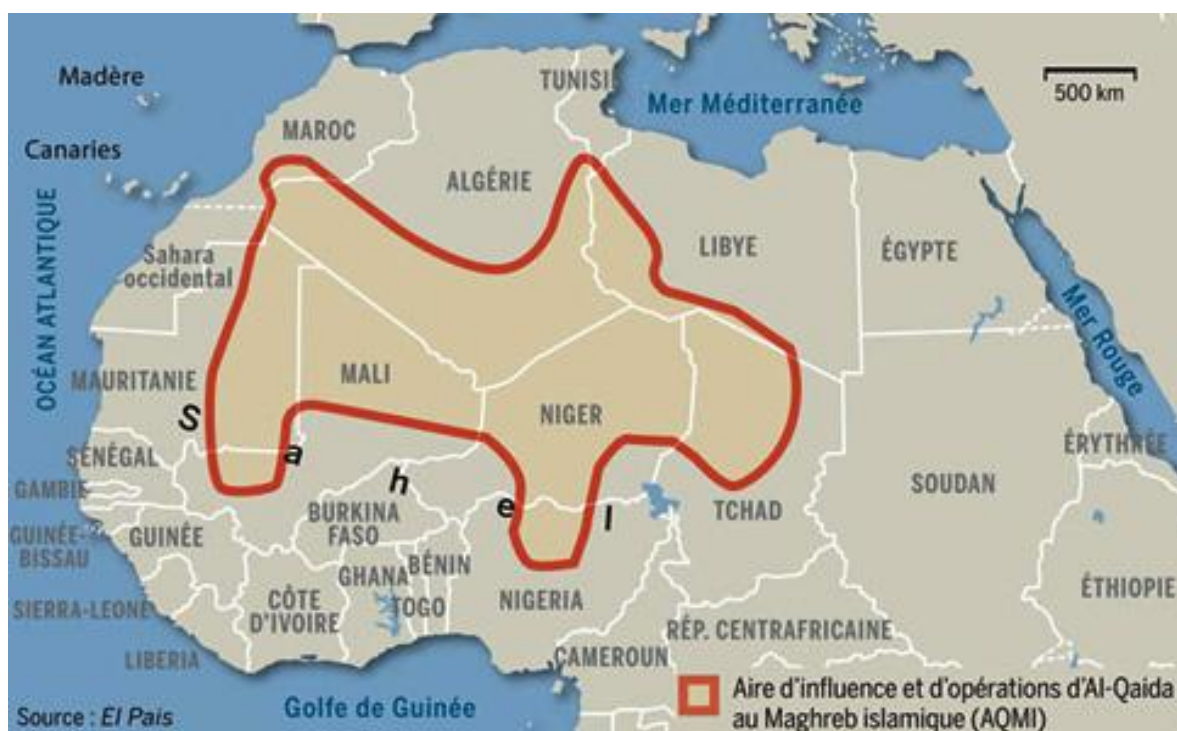 Madère
TUNISI
Mer Méditerranée
500 km
MAROC
Canaries
ALGÉRIE
OCÉAN ATLANTIQUE
Sahara
occidental
LIBYE
ÉGYPTE
Mer Rouge
MAURITANIE
MALI
NIGER
S a h e l
SÉNÉGAL
ÉRYTHRÉE
GAMBIE
SOUDAN
TCHAD
BURKINA
FASO
GUINÉE-
BISSAU
GUINÉE
BÉNIN
GHANA
TOGO
CÔTE
D'IVOIRE
NIGERIA
ÉTHIOPIE
SIERRA-LEONE
RÉP. CENTRAFRICAINE
LIBERIA
CAMEROUN
Golfe de Guinée
Source : El Pais
Aire d'influence et d'opérations d'Al-Qaida
au Maghreb islamique (AQMI)